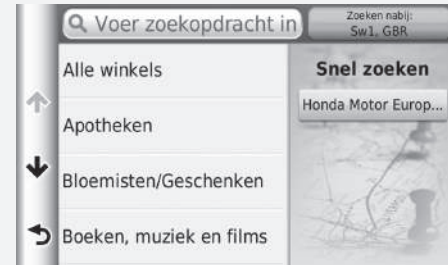 Voer zoekopdracht in
Zoeken nabij:
Sw1, GBR
Alle winkels
Apotheken
Bloemisten/Geschenken
Boeken, muziek en films
Snel zoeken
Honda Motor Europ...